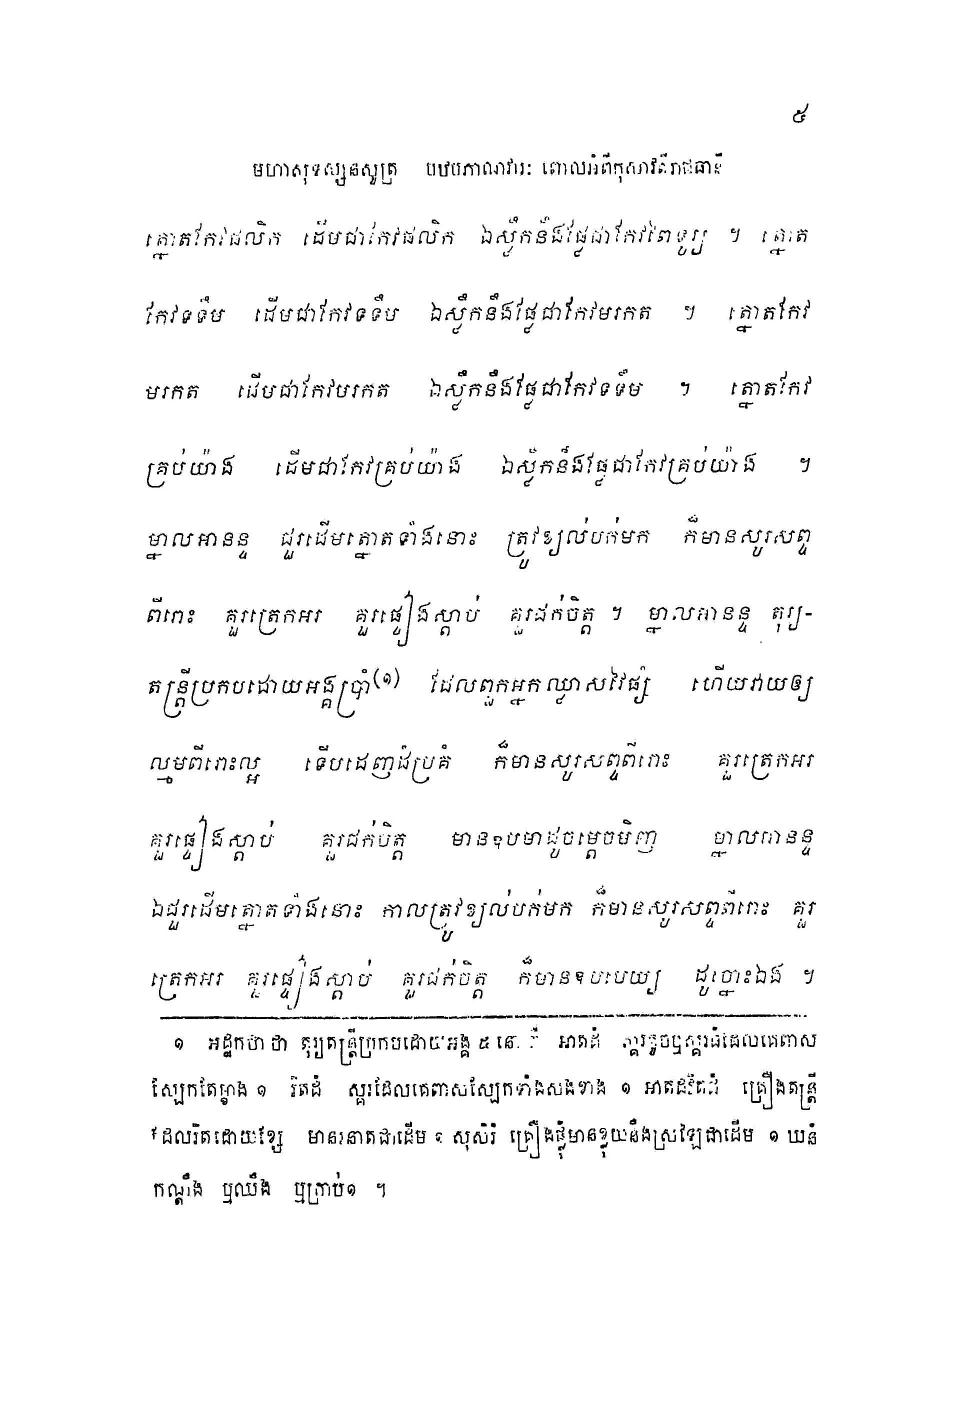 ៥
មហាសុទស្សនសូត្រ បឋមភាណវារៈ ពោលអំពីកុសាវតីរាជធានី
ត្នោតកែវផលិក ដើមជាកែវផលិក ឯស្លឹកនឹងផ្លែជាកែវពៃទូរ្យ ។ ត្នោត
កែវទទឹម ដើមជាកែវទទឹម ឯស្លឹកនឹងផ្លែជាកែវមរកត ។ ត្នោតកែវ
មរកត ដើមជាកែវមរកត ឯស្លឹកនឹងផ្លែជាកែវទទឹម ។ ត្នោតកែវ
គ្រប់យ៉ាង ដើមជាកែវគ្រប់យ៉ាង ឯស្លឹកនឹងផ្លែជាកែវគ្រប់យ៉ាង ។
ម្នាលអានន្ទ ជួរដើមត្នោតទាំងនោះ ត្រូវខ្យល់បក់មក ក៏មានសូរសព្ទ
ពីពោះ គួរត្រេកអរ គួរផ្ទៀងស្តាប់ គួរដក់ចិត្ត ។ ម្នាលអានន្ទ តុរ្យ-
តន្ត្រីប្រកបដោយអង្គប្រាំ(១) ដែលពួកអ្នកឈ្លាសវៃផ្សំ ហើយវាយឲ្យ
ល្មមពីរោះល្អ ទើបដេញដំប្រគំ ក៏មានសូរសព្ទពីរោះ គួរត្រេកអរ
គួរផ្ទៀងស្តាប់ គួរដក់ចិត្ត មានឧបមាដូចម្តេចមិញ ម្នាលអានន្ទ
ឯជួរដើមត្នោតទាំងនោះ កាលត្រូវខ្យល់បក់មក ក៏មានសូរសព្ទពីរោះ គួរ
ត្រេកអរ គួរផ្ទៀងស្តាប់ គួរដក់ចិត្ត ក៏មានឧបមេយ្យ ដូច្នោះឯង ។
១ អដ្ឋកថា ថា តុរ្យតន្ត្រីប្រកបដោយអង្គ ៥ នោះ គឺ អាតតំ ស្គរតូចឬស្គរធំដែលគេពាស
ស្បែកតែម្ខាង ១ វិតតំ ស្គរដែលគេពាសស្បែកទាំងសងខាង ១ អាតតវិតតំ គ្រឿងតន្ត្រី
ដែលរឹតដោយខ្សែ មានរនាតជាដើម ១ សុសិរំ គ្រឿងផ្លុំមានខ្លុយនឹងស្រឡៃជាដើម ១ ឃនំ
កណ្តឹង ឬឈឹង ឬក្រាប់១ ។